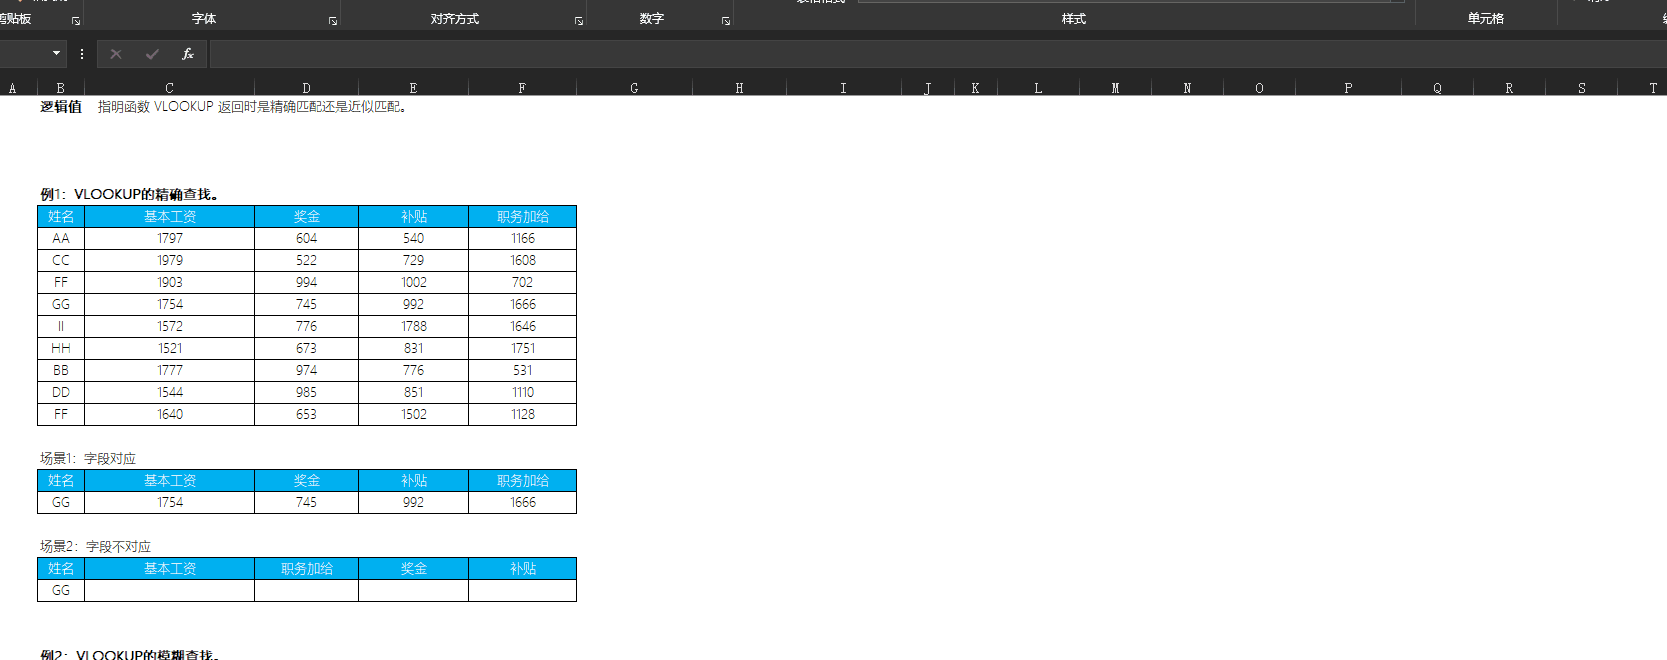 剪贴板 字体 对齐方式 数字 样式 单元格
fx
A B C D E F G H I J K L M N O P Q R S T
逻辑值 指明函数 VLOOKUP 返回时是精确匹配还是近似匹配。
例1：VLOOKUP的精确查找。
姓名 基本工资 奖金 补贴 职务加给
AA 1797 604 540 1166
CC 1979 522 729 1608
FF 1903 994 1002 702
GG 1754 745 992 1666
II 1572 776 1788 1646
HH 1521 673 831 1751
BB 1777 974 776 531
DD 1544 985 851 1110
FF 1640 653 1502 1128
场景1：字段对应
姓名 基本工资 奖金 补贴 职务加给
GG 1754 745 992 1666
场景2：字段不对应
姓名 基本工资 职务加给 奖金 补贴
GG
例2：VLOOKUP的模糊查找。